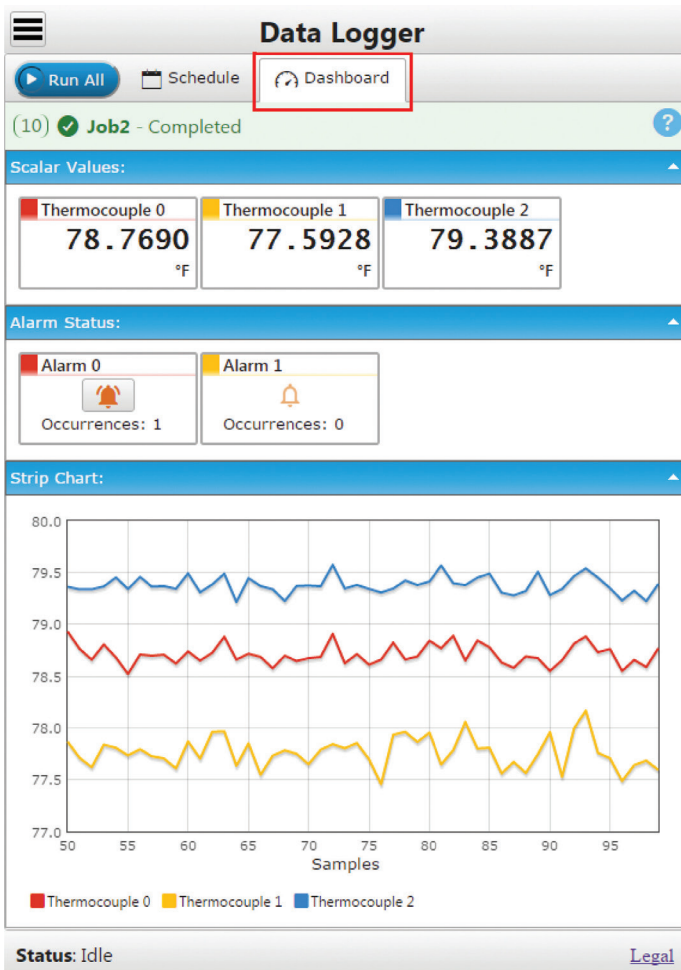 Data Logger
Run All Schedule Dashboard
(10) Job2 - Completed ?
Scalar Values:
Thermocouple 0 Thermocouple 1 Thermocouple 2
78.7690 77.5928 79.3887
°F °F °F
Alarm Status:
Alarm 0 Alarm 1
Occurrences: 1 Occurrences: 0
Strip Chart:
80.0
79.5
79.0
78.5
78.0
77.5
77.0
50 55 60 65 70 75 80 85 90 95
Samples
Thermocouple 0 Thermocouple 1 Thermocouple 2
Status: Idle Legal